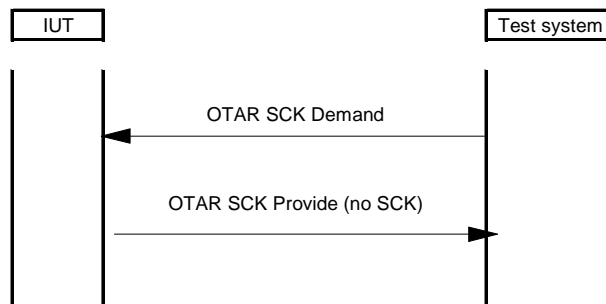 IUT
Test system
OTAR SCK Demand
OTAR SCK Provide (no SCK)